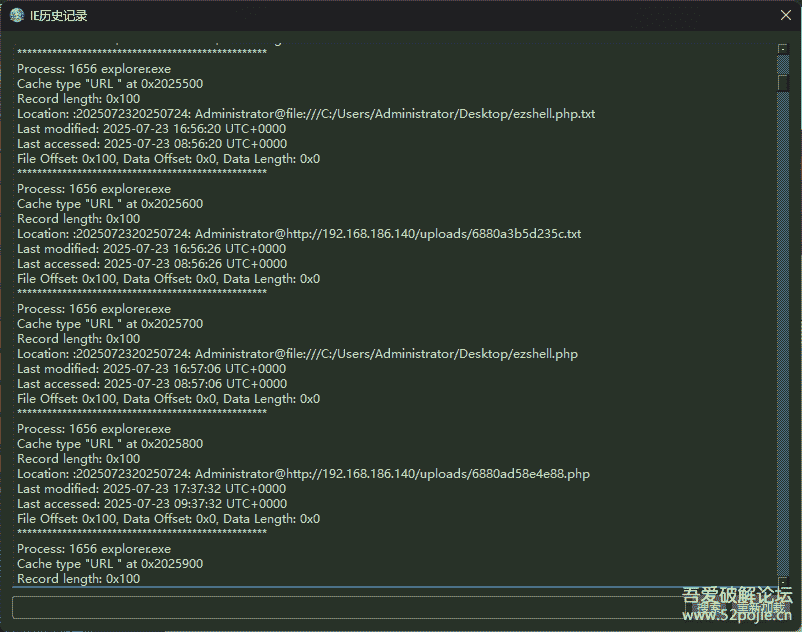 IE历史记录
**************************************************
Process: 1656 explorer.exe
Cache type "URL " at 0x2025500
Record length: 0x100
Location: :2025072320250724: Administrator@file:///C:/Users/Administrator/Desktop/ezshell.php.txt
Last modified: 2025-07-23 16:56:20 UTC+0000
Last accessed: 2025-07-23 08:56:20 UTC+0000
File Offset: 0x100, Data Offset: 0x0, Data Length: 0x0
**************************************************
Process: 1656 explorer.exe
Cache type "URL " at 0x2025600
Record length: 0x100
Location: :2025072320250724: Administrator@http://192.168.186.140/uploads/6880a3b5d235c.txt
Last modified: 2025-07-23 16:56:26 UTC+0000
Last accessed: 2025-07-23 08:56:26 UTC+0000
File Offset: 0x100, Data Offset: 0x0, Data Length: 0x0
**************************************************
Process: 1656 explorer.exe
Cache type "URL " at 0x2025700
Record length: 0x100
Location: :2025072320250724: Administrator@file:///C:/Users/Administrator/Desktop/ezshell.php
Last modified: 2025-07-23 16:57:06 UTC+0000
Last accessed: 2025-07-23 08:57:06 UTC+0000
File Offset: 0x100, Data Offset: 0x0, Data Length: 0x0
**************************************************
Process: 1656 explorer.exe
Cache type "URL " at 0x2025800
Record length: 0x100
Location: :2025072320250724: Administrator@http://192.168.186.140/uploads/6880ad58e4e88.php
Last modified: 2025-07-23 17:37:32 UTC+0000
Last accessed: 2025-07-23 09:37:32 UTC+0000
File Offset: 0x100, Data Offset: 0x0, Data Length: 0x0
**************************************************
Process: 1656 explorer.exe
Cache type "URL " at 0x2025900
Record length: 0x100
吾爱破解论坛
搜索 重新加载
www.52pojie.cn